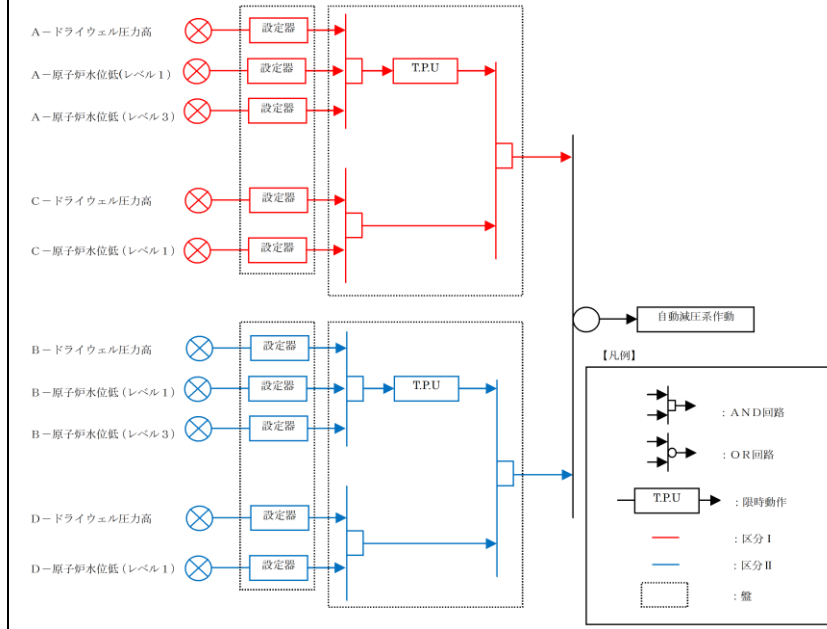 A－ドライウェル圧力高
設定器
A－原子炉水位低(レベル１)
設定器
T.P.U
A－原子炉水位低（レベル３）
設定器
C－ドライウェル圧力高
設定器
C－原子炉水位低（レベル１）
設定器
自動減圧系作動
B－ドライウェル圧力高
設定器
B－原子炉水位低（レベル１）
設定器
T.P.U
B－原子炉水位低（レベル３）
設定器
D－ドライウェル圧力高
設定器
D－原子炉水位低（レベル１）
設定器
【凡例】
：ＡＮＤ回路
：ＯＲ回路
T.P.U
：限時動作
：区分Ⅰ
：区分Ⅱ
：盤